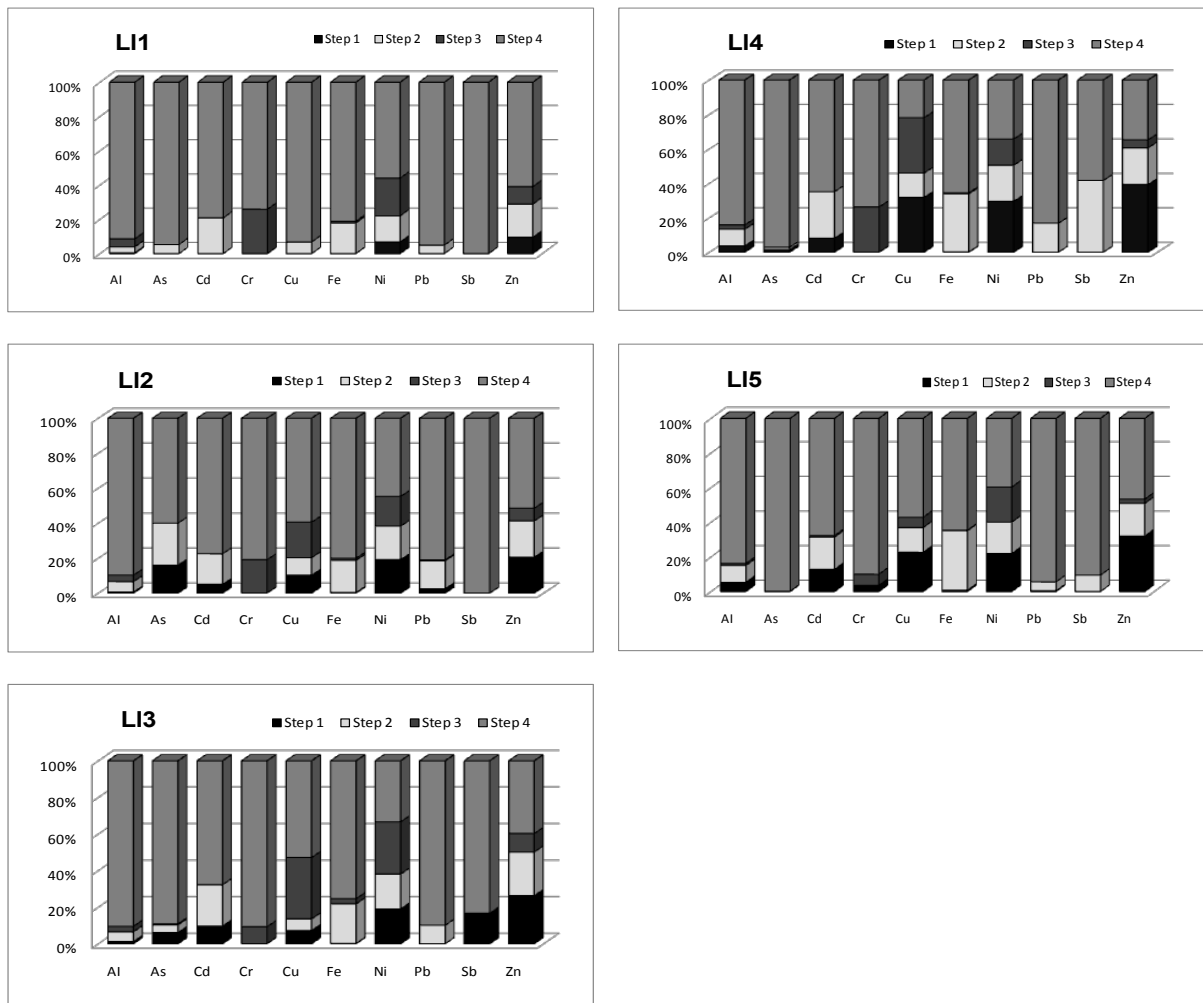 LI1
Step 1 Step 2 Step 3 Step 4
100%
80%
60%
40%
20%
0%
Al As Cd Cr Cu Fe Ni Pb Sb Zn
LI4
Step 1 Step 2 Step 3 Step 4
100%
80%
60%
40%
20%
0%
Al As Cd Cr Cu Fe Ni Pb Sb Zn
LI2
Step 1 Step 2 Step 3 Step 4
100%
80%
60%
40%
20%
0%
Al As Cd Cr Cu Fe Ni Pb Sb Zn
LI5
Step 1 Step 2 Step 3 Step 4
100%
80%
60%
40%
20%
0%
Al As Cd Cr Cu Fe Ni Pb Sb Zn
LI3
Step 1 Step 2 Step 3 Step 4
100%
80%
60%
40%
20%
0%
Al As Cd Cr Cu Fe Ni Pb Sb Zn